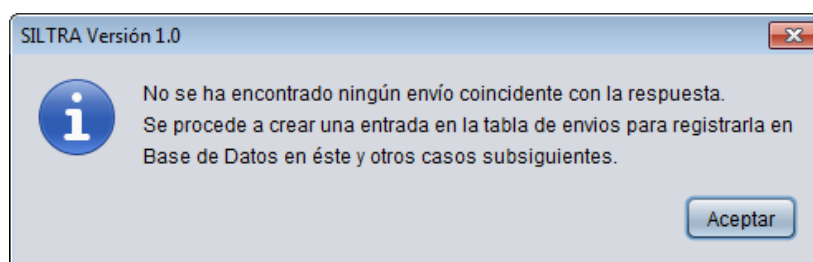 SILTRA Versión 1.0
No se ha encontrado ningún envío coincidente con la respuesta.
Se procede a crear una entrada en la tabla de envios para registrarla en
Base de Datos en éste y otros casos subsiguientes.
Aceptar